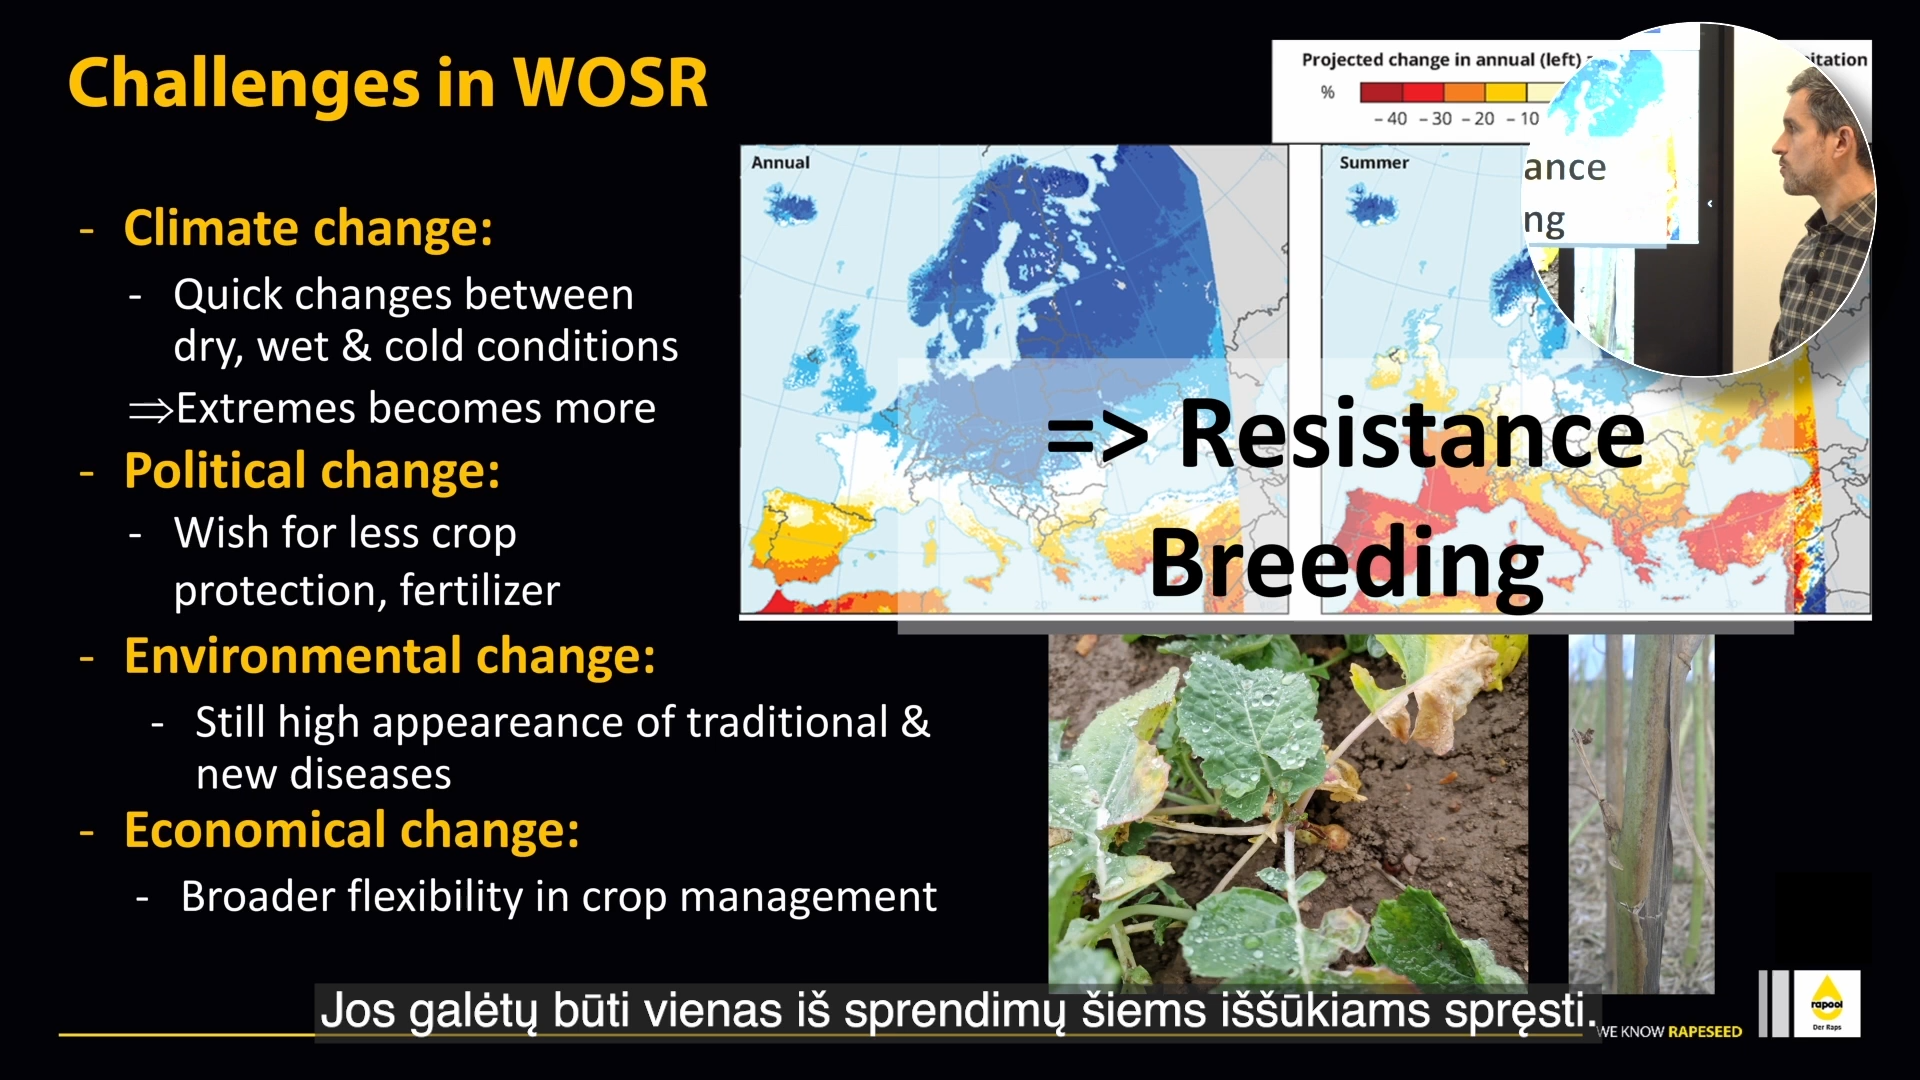 Challenges in WOSR
- Climate change:
- Quick changes between
dry, wet & cold conditions
⇒Extremes becomes more
- Political change:
- Wish for less crop
protection, fertilizer
- Environmental change:
- Still high appeareance of traditional &
new diseases
- Economical change:
- Broader flexibility in crop management
Projected change in annual (left)
itation
%
– 40 – 30 – 20 – 10
Annual
Summer
ance
ng
=> Resistance
Breeding
Jos galėtų būti vienas iš sprendimų šiems iššūkiams spręsti.
WE KNOW RAPESEED
rapool
Der Raps